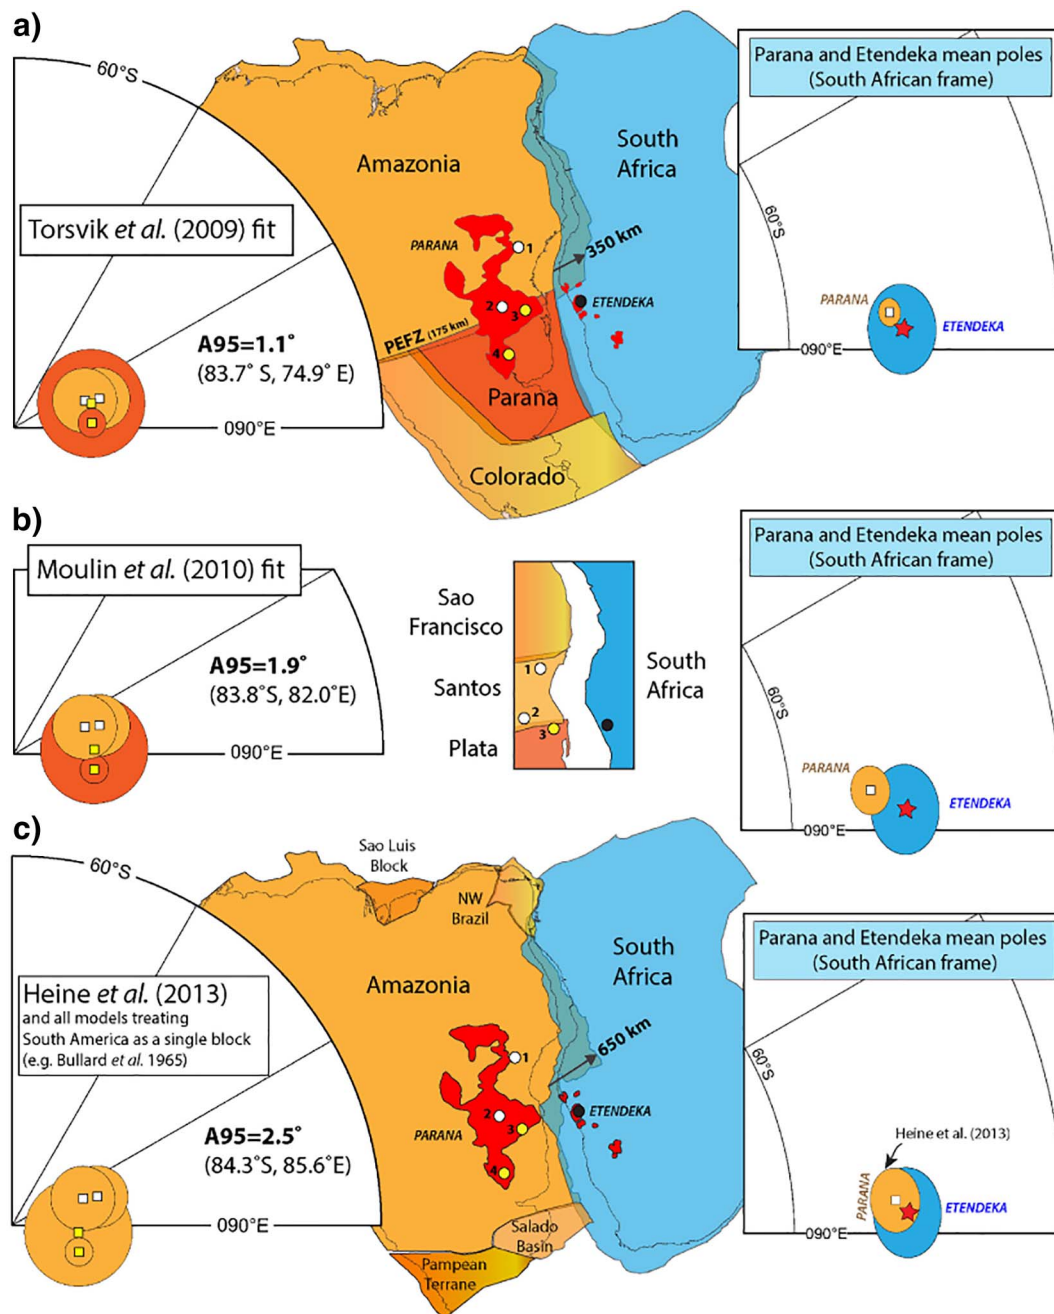 a)
60°S
Torsvik et al. (2009) fit
A95=1.1°
(83.7° S, 74.9° E)
090°E
Amazonia
South
Africa
PARANA
1
350 km
2
3
ETENDEKA
PEFZ (175 km)
4
Parana
Colorado
Parana and Etendeka mean poles
(South African frame)
60°S
PARANA
ETENDEKA
090°E
b)
Moulin et al. (2010) fit
A95=1.9°
(83.8°S, 82.0°E)
090°E
Sao
Francisco
Santos
Plata
1
2
3
South
Africa
Parana and Etendeka mean poles
(South African frame)
60°S
PARANA
ETENDEKA
090°E
c)
60°S
Heine et al. (2013)
and all models treating
South America as a single block
(e.g. Bullard et al. 1965)
A95=2.5°
(84.3°S, 85.6°E)
090°E
Sao Luis
Block
NW
Brazil
Amazonia
South
Africa
1
650 km
2
3
ETENDEKA
PARANA
4
Salado
Basin
Pampean
Terrane
Parana and Etendeka mean poles
(South African frame)
60°S
Heine et al. (2013)
PARANA
ETENDEKA
090°E